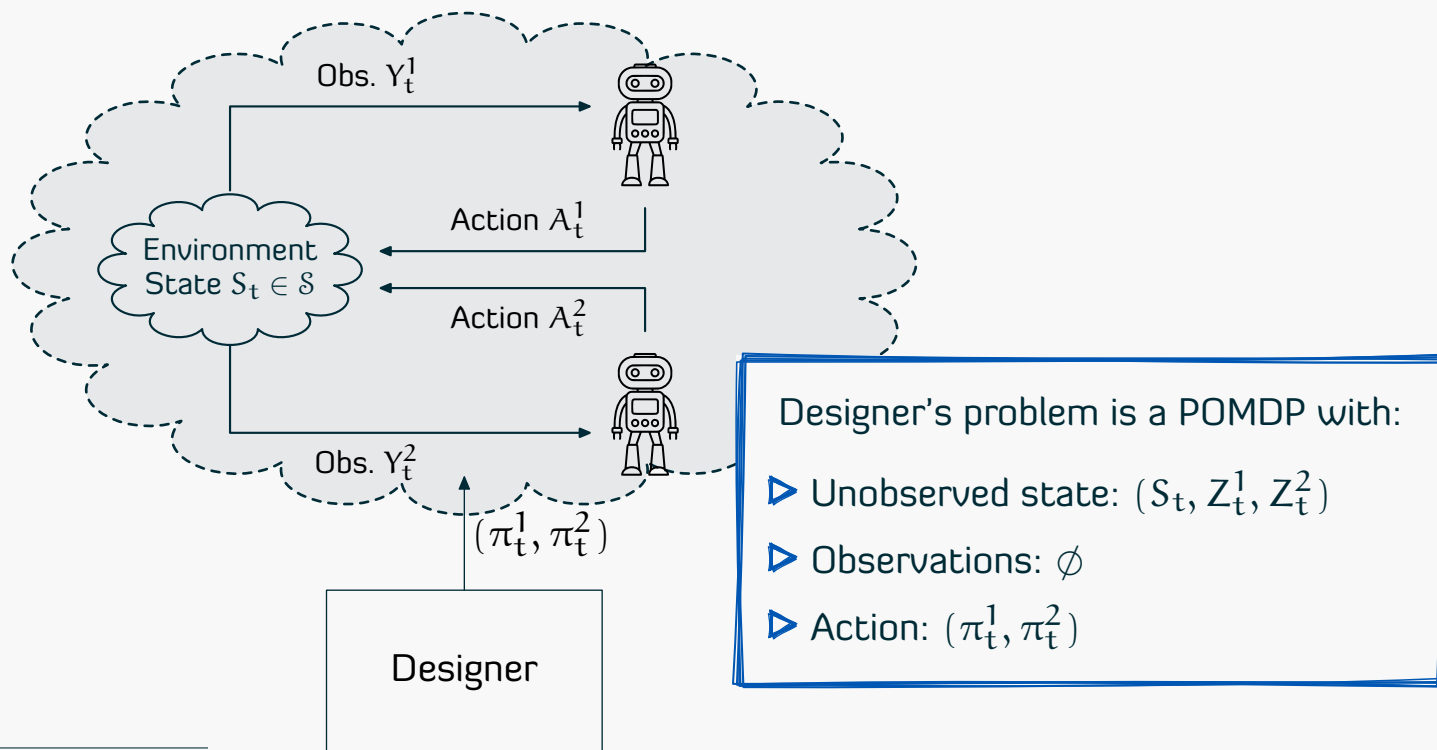 Obs. Y_t^1
Action A_t^1
Environment
State S_t ∈ 𝒮
Action A_t^2
Obs. Y_t^2
(π_t^1, π_t^2)
Designer
Designer's problem is a POMDP with:
Unobserved state: (S_t, Z_t^1, Z_t^2)
Observations: ∅
Action: (π_t^1, π_t^2)